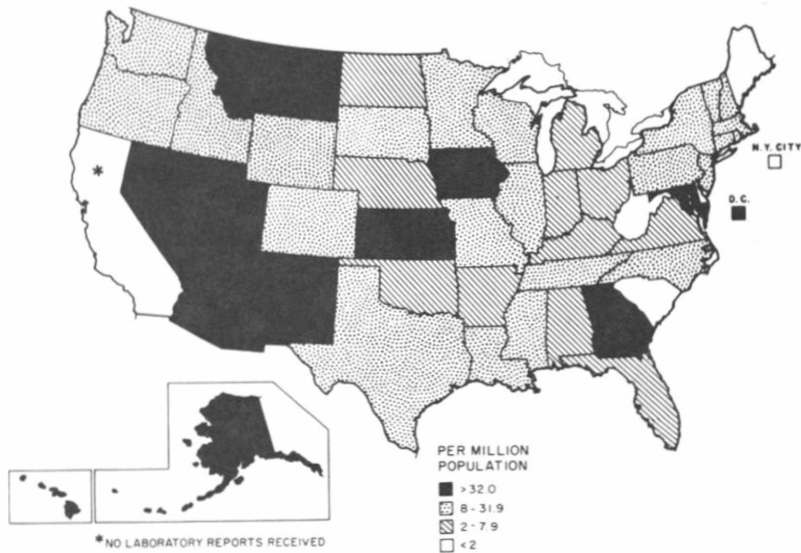 *
N.Y. CITY
D.C.
PER MILLION
POPULATION
>32.0
8-31.9
2-7.9
<2
*NO LABORATORY REPORTS RECEIVED